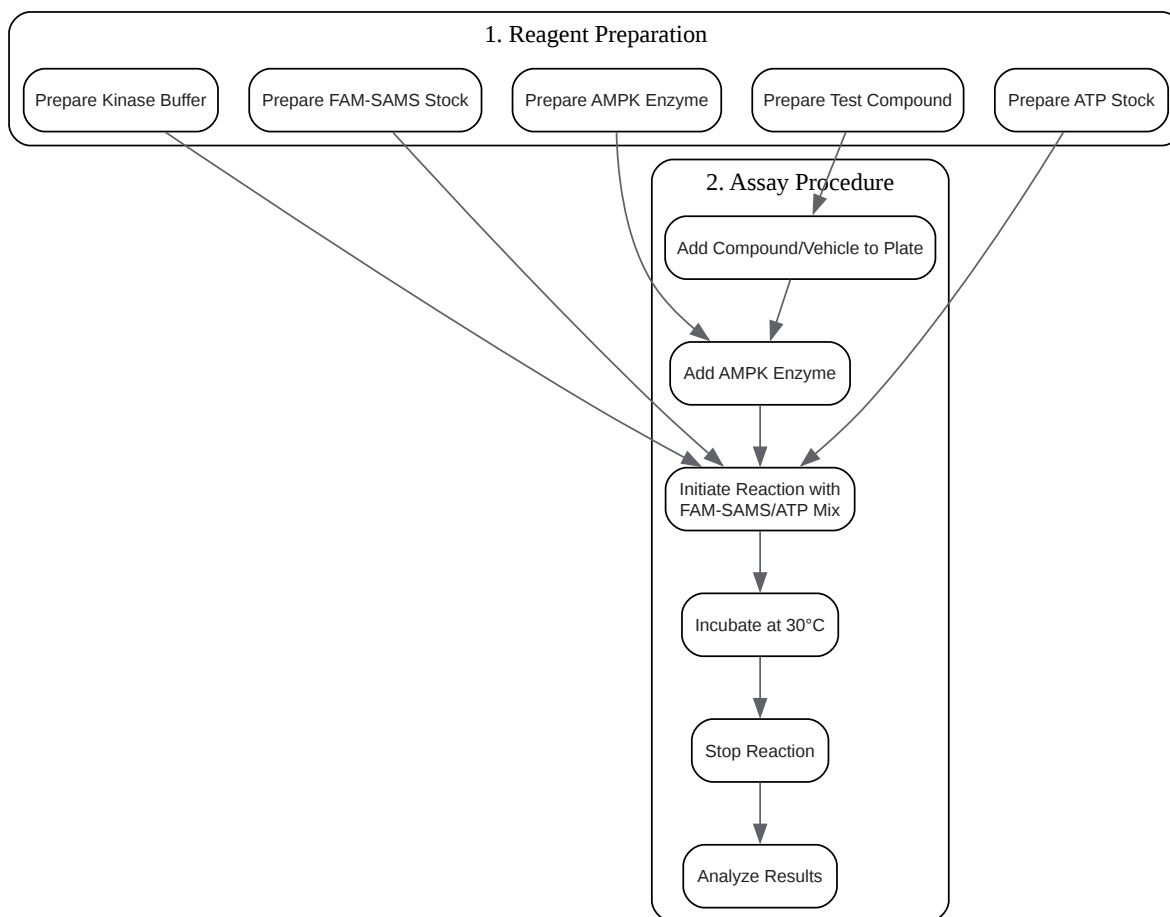 1. Reagent Preparation
Prepare Kinase Buffer
Prepare FAM-SAMS Stock
Prepare AMPK Enzyme
Prepare Test Compound
Prepare ATP Stock
2. Assay Procedure
Add Compound/Vehicle to Plate
Add AMPK Enzyme
Initiate Reaction with
FAM-SAMS/ATP Mix
Incubate at 30°C
Stop Reaction
Analyze Results